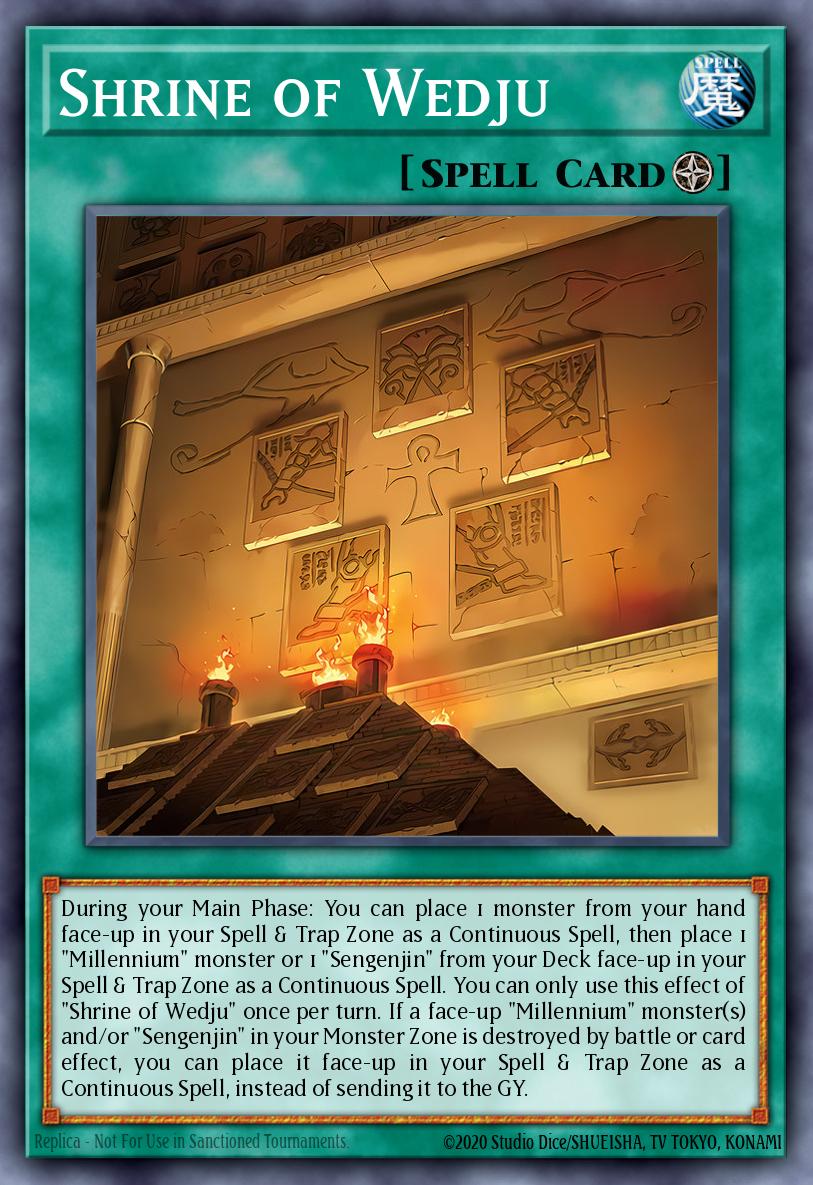 Shrine of Wedju
SPELL
魔
[Spell Card]
During your Main Phase: You can place 1 monster from your hand
face-up in your Spell & Trap Zone as a Continuous Spell, then place 1
"Millennium" monster or 1 "Sengenjin" from your Deck face-up in your
Spell & Trap Zone as a Continuous Spell. You can only use this effect of
"Shrine of Wedju" once per turn. If a face-up "Millennium" monster(s)
and/or "Sengenjin" in your Monster Zone is destroyed by battle or card
effect, you can place it face-up in your Spell & Trap Zone as a
Continuous Spell, instead of sending it to the GY.
Replica - Not For Use in Sanctioned Tournaments.
©2020 Studio Dice/SHUEISHA, TV TOKYO, KONAMI